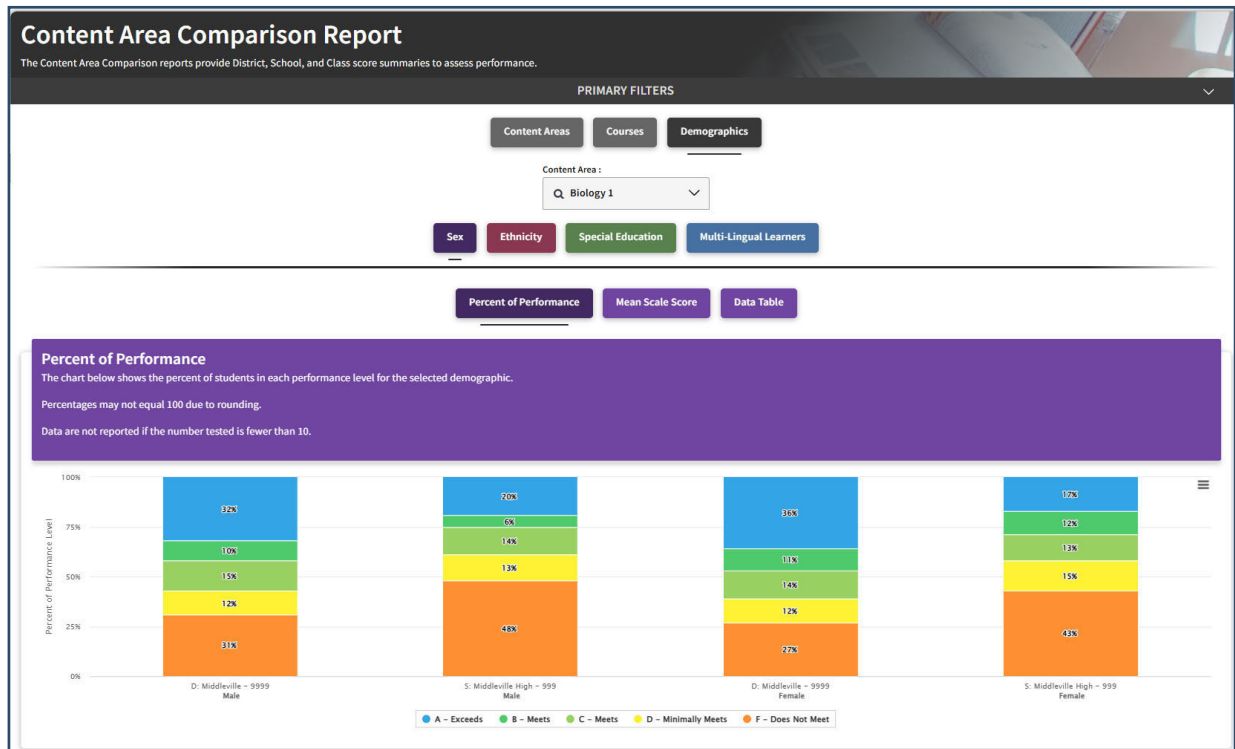 Content Area Comparison Report
The Content Area Comparison reports provide District, School, and Class score summaries to assess performance.
PRIMARY FILTERS
Content Areas Courses Demographics
Content Area :
Biology 1
Sex Ethnicity Special Education Multi-Lingual Learners
Percent of Performance Mean Scale Score Data Table
Percent of Performance
The chart below shows the percent of students in each performance level for the selected demographic.
Percentages may not equal 100 due to rounding.
Data are not reported if the number tested is fewer than 10.
Percent of Performance Level
100%
75%
50%
25%
0%
32%
10%
15%
12%
31%
20%
6%
14%
13%
48%
36%
11%
14%
12%
27%
17%
12%
13%
15%
43%
D: Middleville - 9999
Male
S: Middleville High - 999
Male
D: Middleville - 9999
Female
S: Middleville High - 999
Female
A - Exceeds B - Meets C - Meets D - Minimally Meets F - Does Not Meet